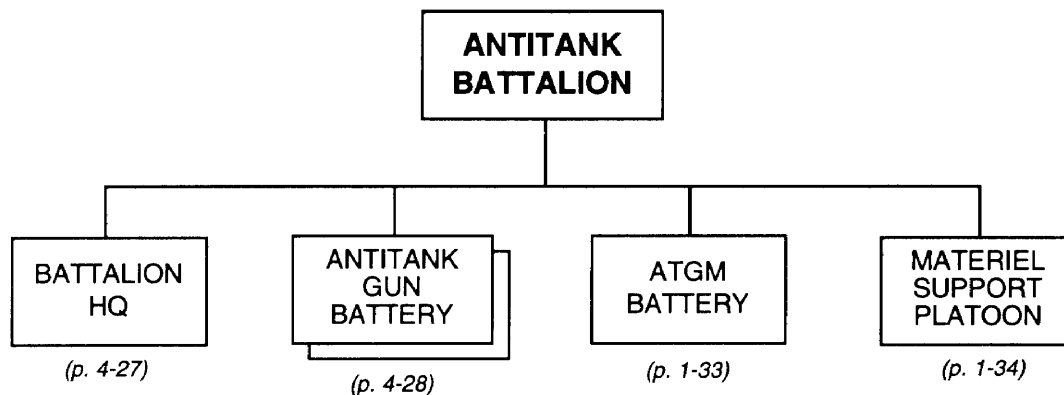 ANTITANK
BATTALION
BATTALION
HQ
(p. 4-27)
ANTITANK
GUN
BATTERY
(p. 4-28)
ATGM
BATTERY
(p. 1-33)
MATERIEL
SUPPORT
PLATOON
(p. 1-34)